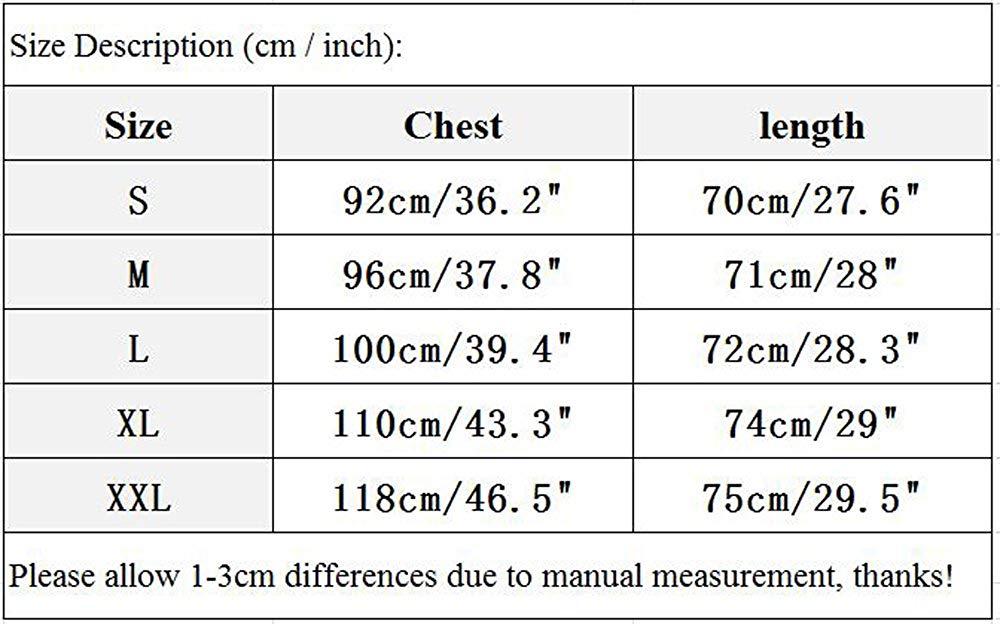 Size Description (cm / inch):
Size Chest length
S 92cm/36.2" 70cm/27.6"
M 96cm/37.8" 71cm/28"
L 100cm/39.4" 72cm/28.3"
XL 110cm/43.3" 74cm/29"
XXL 118cm/46.5" 75cm/29.5"
Please allow 1-3cm differences due to manual measurement, thanks!